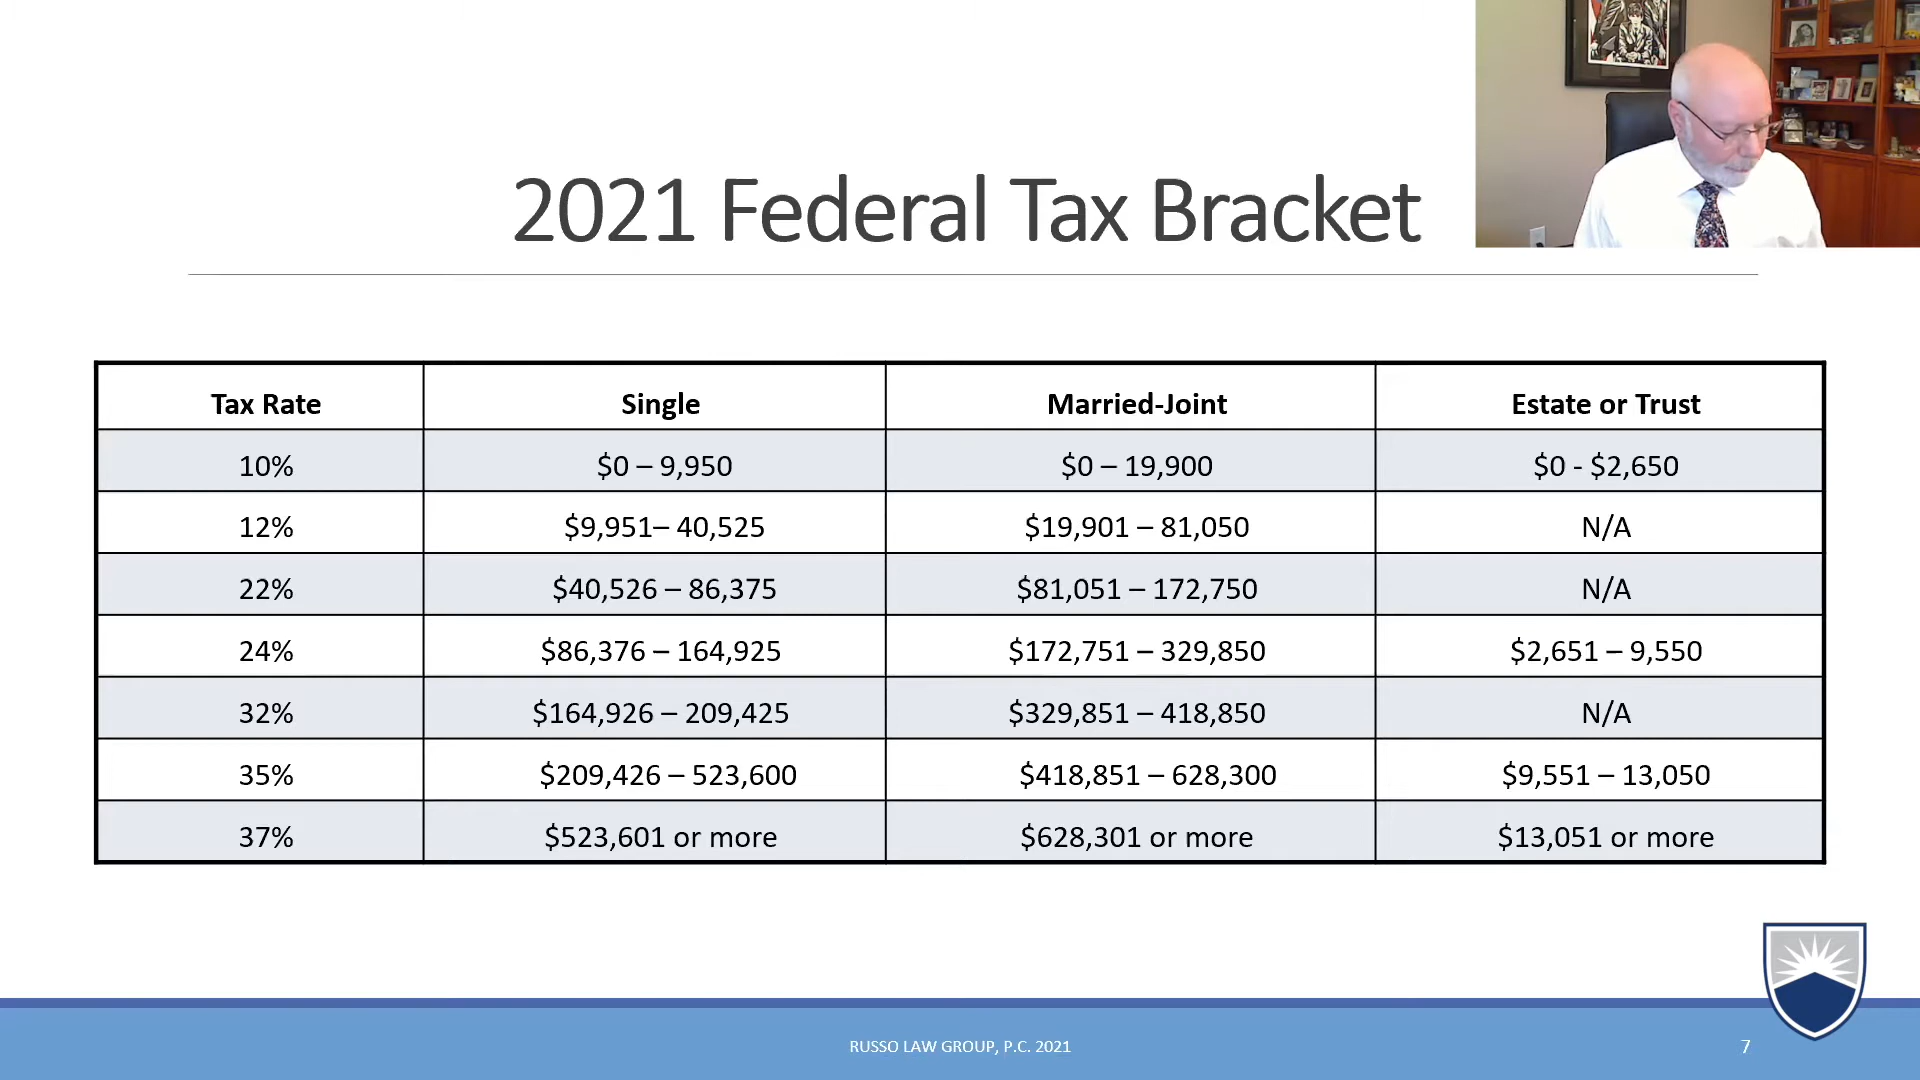 2021 Federal Tax Bracket
Tax Rate Single Married-Joint Estate or Trust
10% $0 – 9,950 $0 – 19,900 $0 - $2,650
12% $9,951– 40,525 $19,901 – 81,050 N/A
22% $40,526 – 86,375 $81,051 – 172,750 N/A
24% $86,376 – 164,925 $172,751 – 329,850 $2,651 – 9,550
32% $164,926 – 209,425 $329,851 – 418,850 N/A
35% $209,426 – 523,600 $418,851 – 628,300 $9,551 – 13,050
37% $523,601 or more $628,301 or more $13,051 or more
RUSSO LAW GROUP, P.C. 2021
7